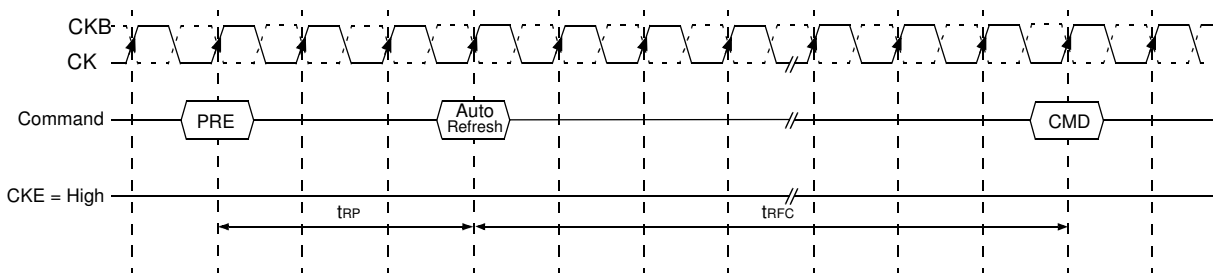 CKB
CK
Command
PRE
Auto
Refresh
CMD
CKE = High
tRP
tRFC